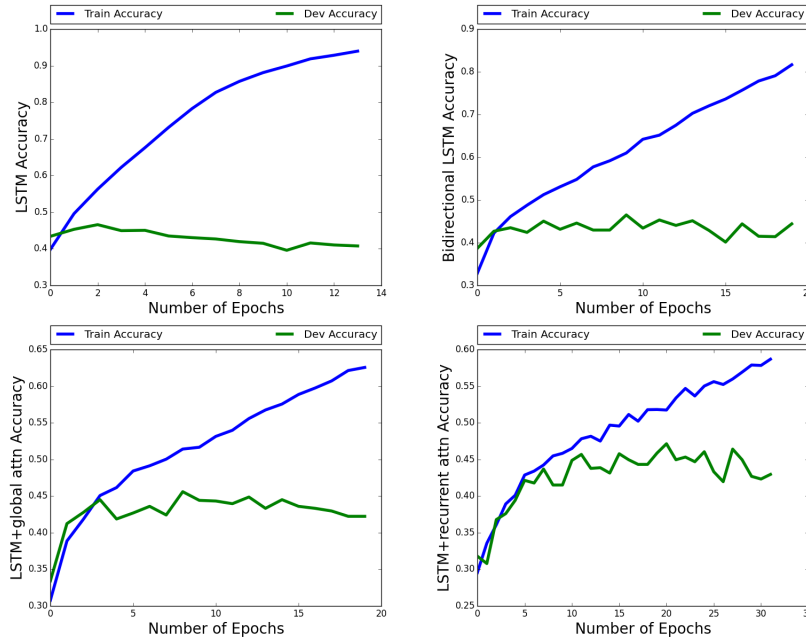 Train Accuracy Dev Accuracy
1.0
0.9
0.8
0.7
0.6
0.5
0.4
0.3
LSTM Accuracy
0 2 4 6 8 10 12 14
Number of Epochs
Train Accuracy Dev Accuracy
0.9
0.8
0.7
0.6
0.5
0.4
0.3
Bidirectional LSTM Accuracy
0 5 10 15
Number of Epochs
Train Accuracy Dev Accuracy
0.65
0.60
0.55
0.50
0.45
0.40
0.35
0.30
LSTM+global attn Accuracy
0 5 10 15 20
Number of Epochs
Train Accuracy Dev Accuracy
0.60
0.55
0.50
0.45
0.40
0.35
0.30
0.25
LSTM+recurrent attn Accuracy
0 5 10 15 20 25 30
Number of Epochs